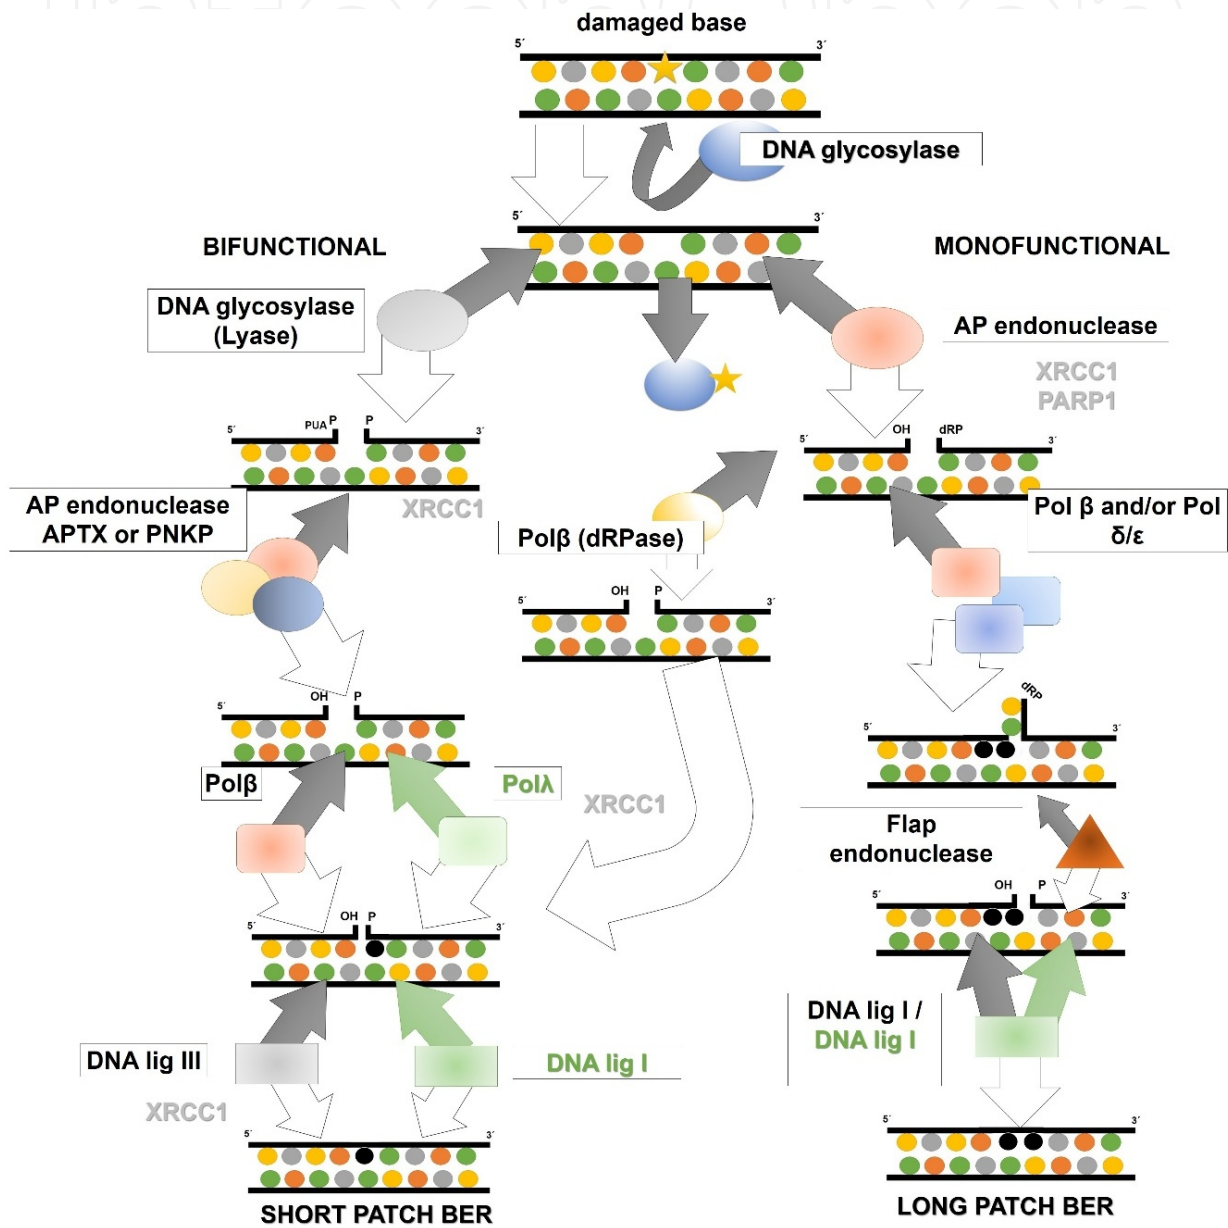 damaged base
5´ 3´
DNA glycosylase
5´ 3´
BIFUNCTIONAL
MONOFUNCTIONAL
DNA glycosylase
(Lyase)
AP endonuclease
XRCC1
PARP1
PUA P P
5´ 3´
OH dRP
5´ 3´
XRCC1
AP endonuclease
APTX or PNKP
Polβ (dRPase)
Pol β and/or Pol
δ/ε
OH P
5´ 3´
OH P
5´
dRP
5´ 3´
Polβ
Polλ
XRCC1
Flap
endonuclease
OH P
5´ 3´
OH P
5´ 3´
DNA lig III
DNA lig I
XRCC1
DNA lig I /
DNA lig I
5´ 3´
5´ 3´
SHORT PATCH BER
LONG PATCH BER